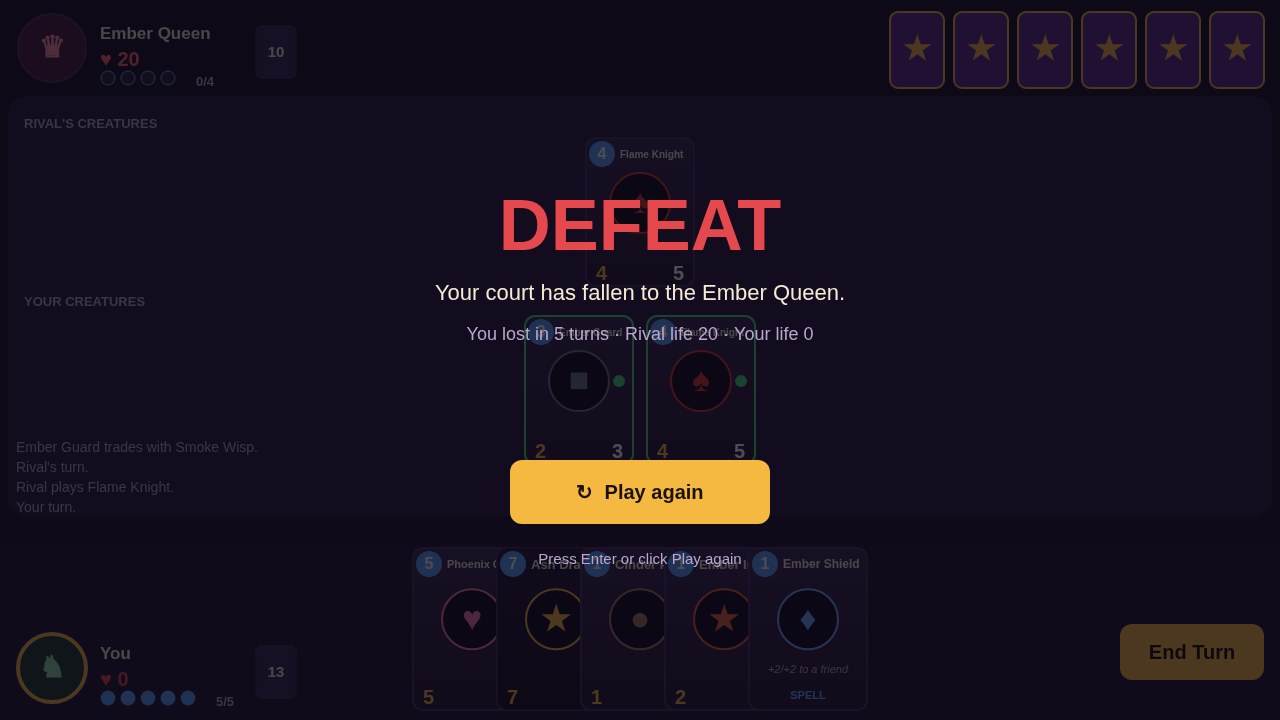 Ember Queen
♥ 20
0/4
10
RIVAL'S CREATURES
4 Flame Knight
4 5
DEFEAT
Your court has fallen to the Ember Queen.
You lost in 5 turns · Rival life 20 · Your life 0
YOUR CREATURES
2 3
4 5
Ember Guard trades with Smoke Wisp.
Rival's turn.
Rival plays Flame Knight.
Your turn.
↻ Play again
Press Enter or click Play again
5 Phoenix
5
7 Ash
7
1 Cinder
1
1 Ember
2
1 Ember Shield
+2/+2 to a friend
SPELL
You
♥ 0
5/5
13
End Turn